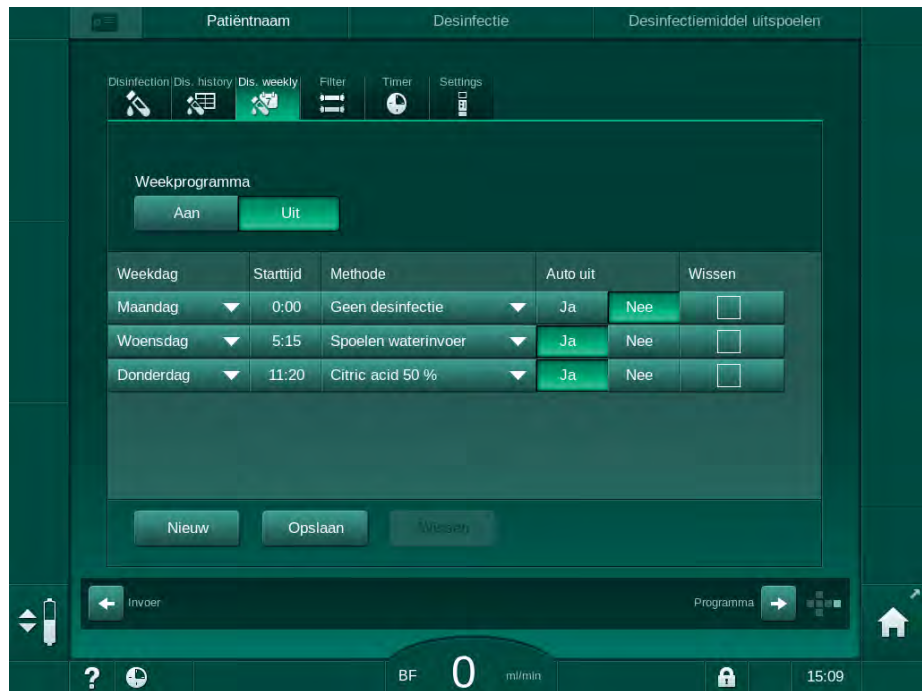 Patiëntnaam Desinfectie Desinfectiemiddel uitspoelen
Disinfection Dis. history Dis. weekly Filter Timer Settings
7
Weekprogramma
Aan Uit
Weekdag Starttijd Methode Auto uit Wissen
Maandag 0:00 Geen desinfectie Ja Nee
Woensdag 5:15 Spoelen waterinvoer Ja Nee
Donderdag 11:20 Citric acid 50 % Ja Nee
Nieuw Opslaan Wissen
Invoer Programma
? BF 0 ml/min 15:09